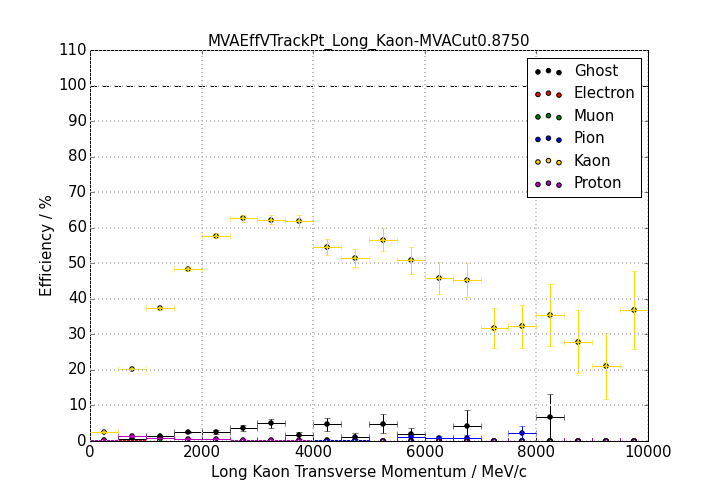 MVAEffVTrackPt_Long_Kaon-MVACut0.8750
110
100
90
80
70
60
50
40
30
20
10
0
Efficiency / %
Ghost
Electron
Muon
Pion
Kaon
Proton
0 2000 4000 6000 8000 10000
Long Kaon Transverse Momentum / MeV/c